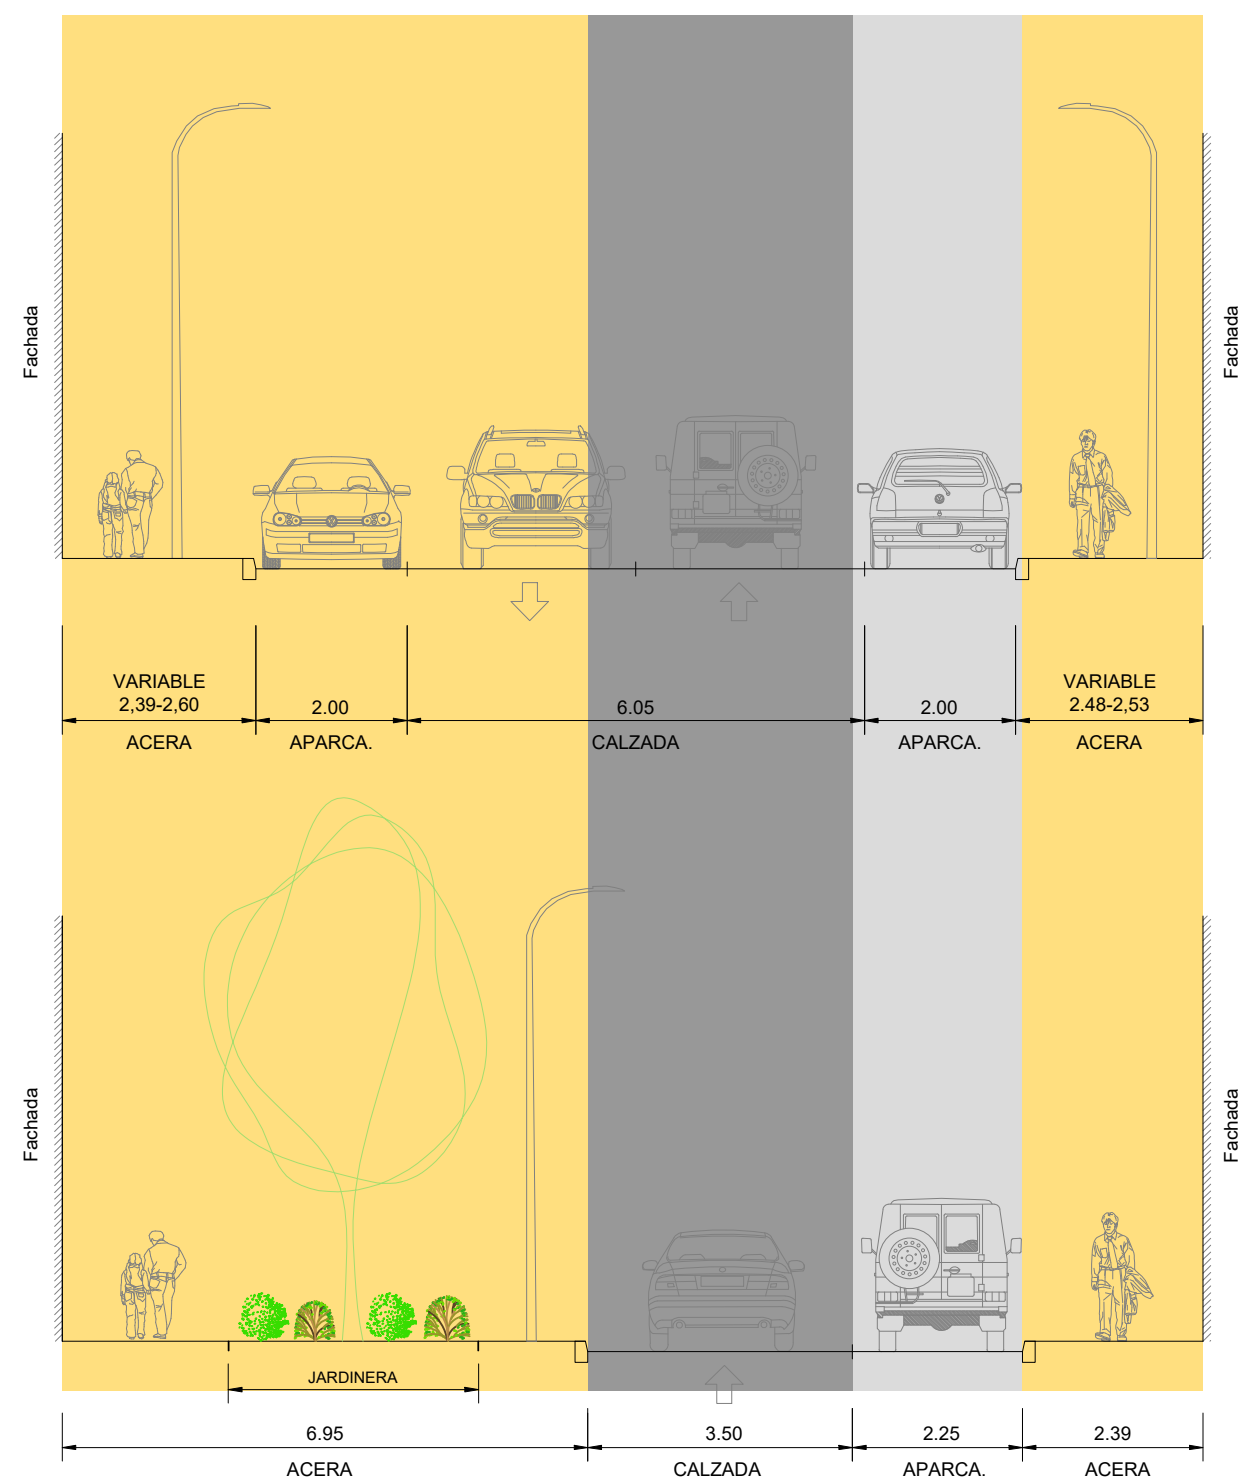 Fachada
Fachada
VARIABLE
2,39-2,60
2.00
6.05
2.00
VARIABLE
2.48-2,53
ACERA
APARCA.
CALZADA
APARCA.
ACERA
Fachada
Fachada
JARDINERA
6.95
3.50
2.25
2.39
ACERA
CALZADA
APARCA.
ACERA